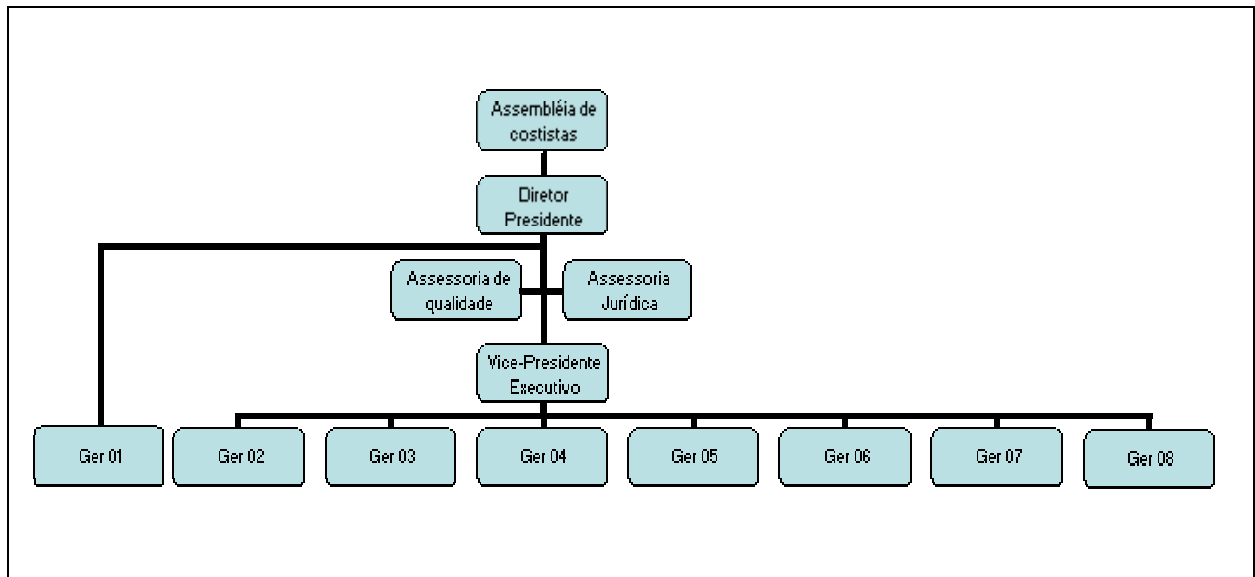 Assembléia de
costistas
Diretor
Presidente
Assessoria de
qualidade
Assessoria
Jurídica
Vice-Presidente
Executivo
Ger 01
Ger 02
Ger 03
Ger 04
Ger 05
Ger 06
Ger 07
Ger 08